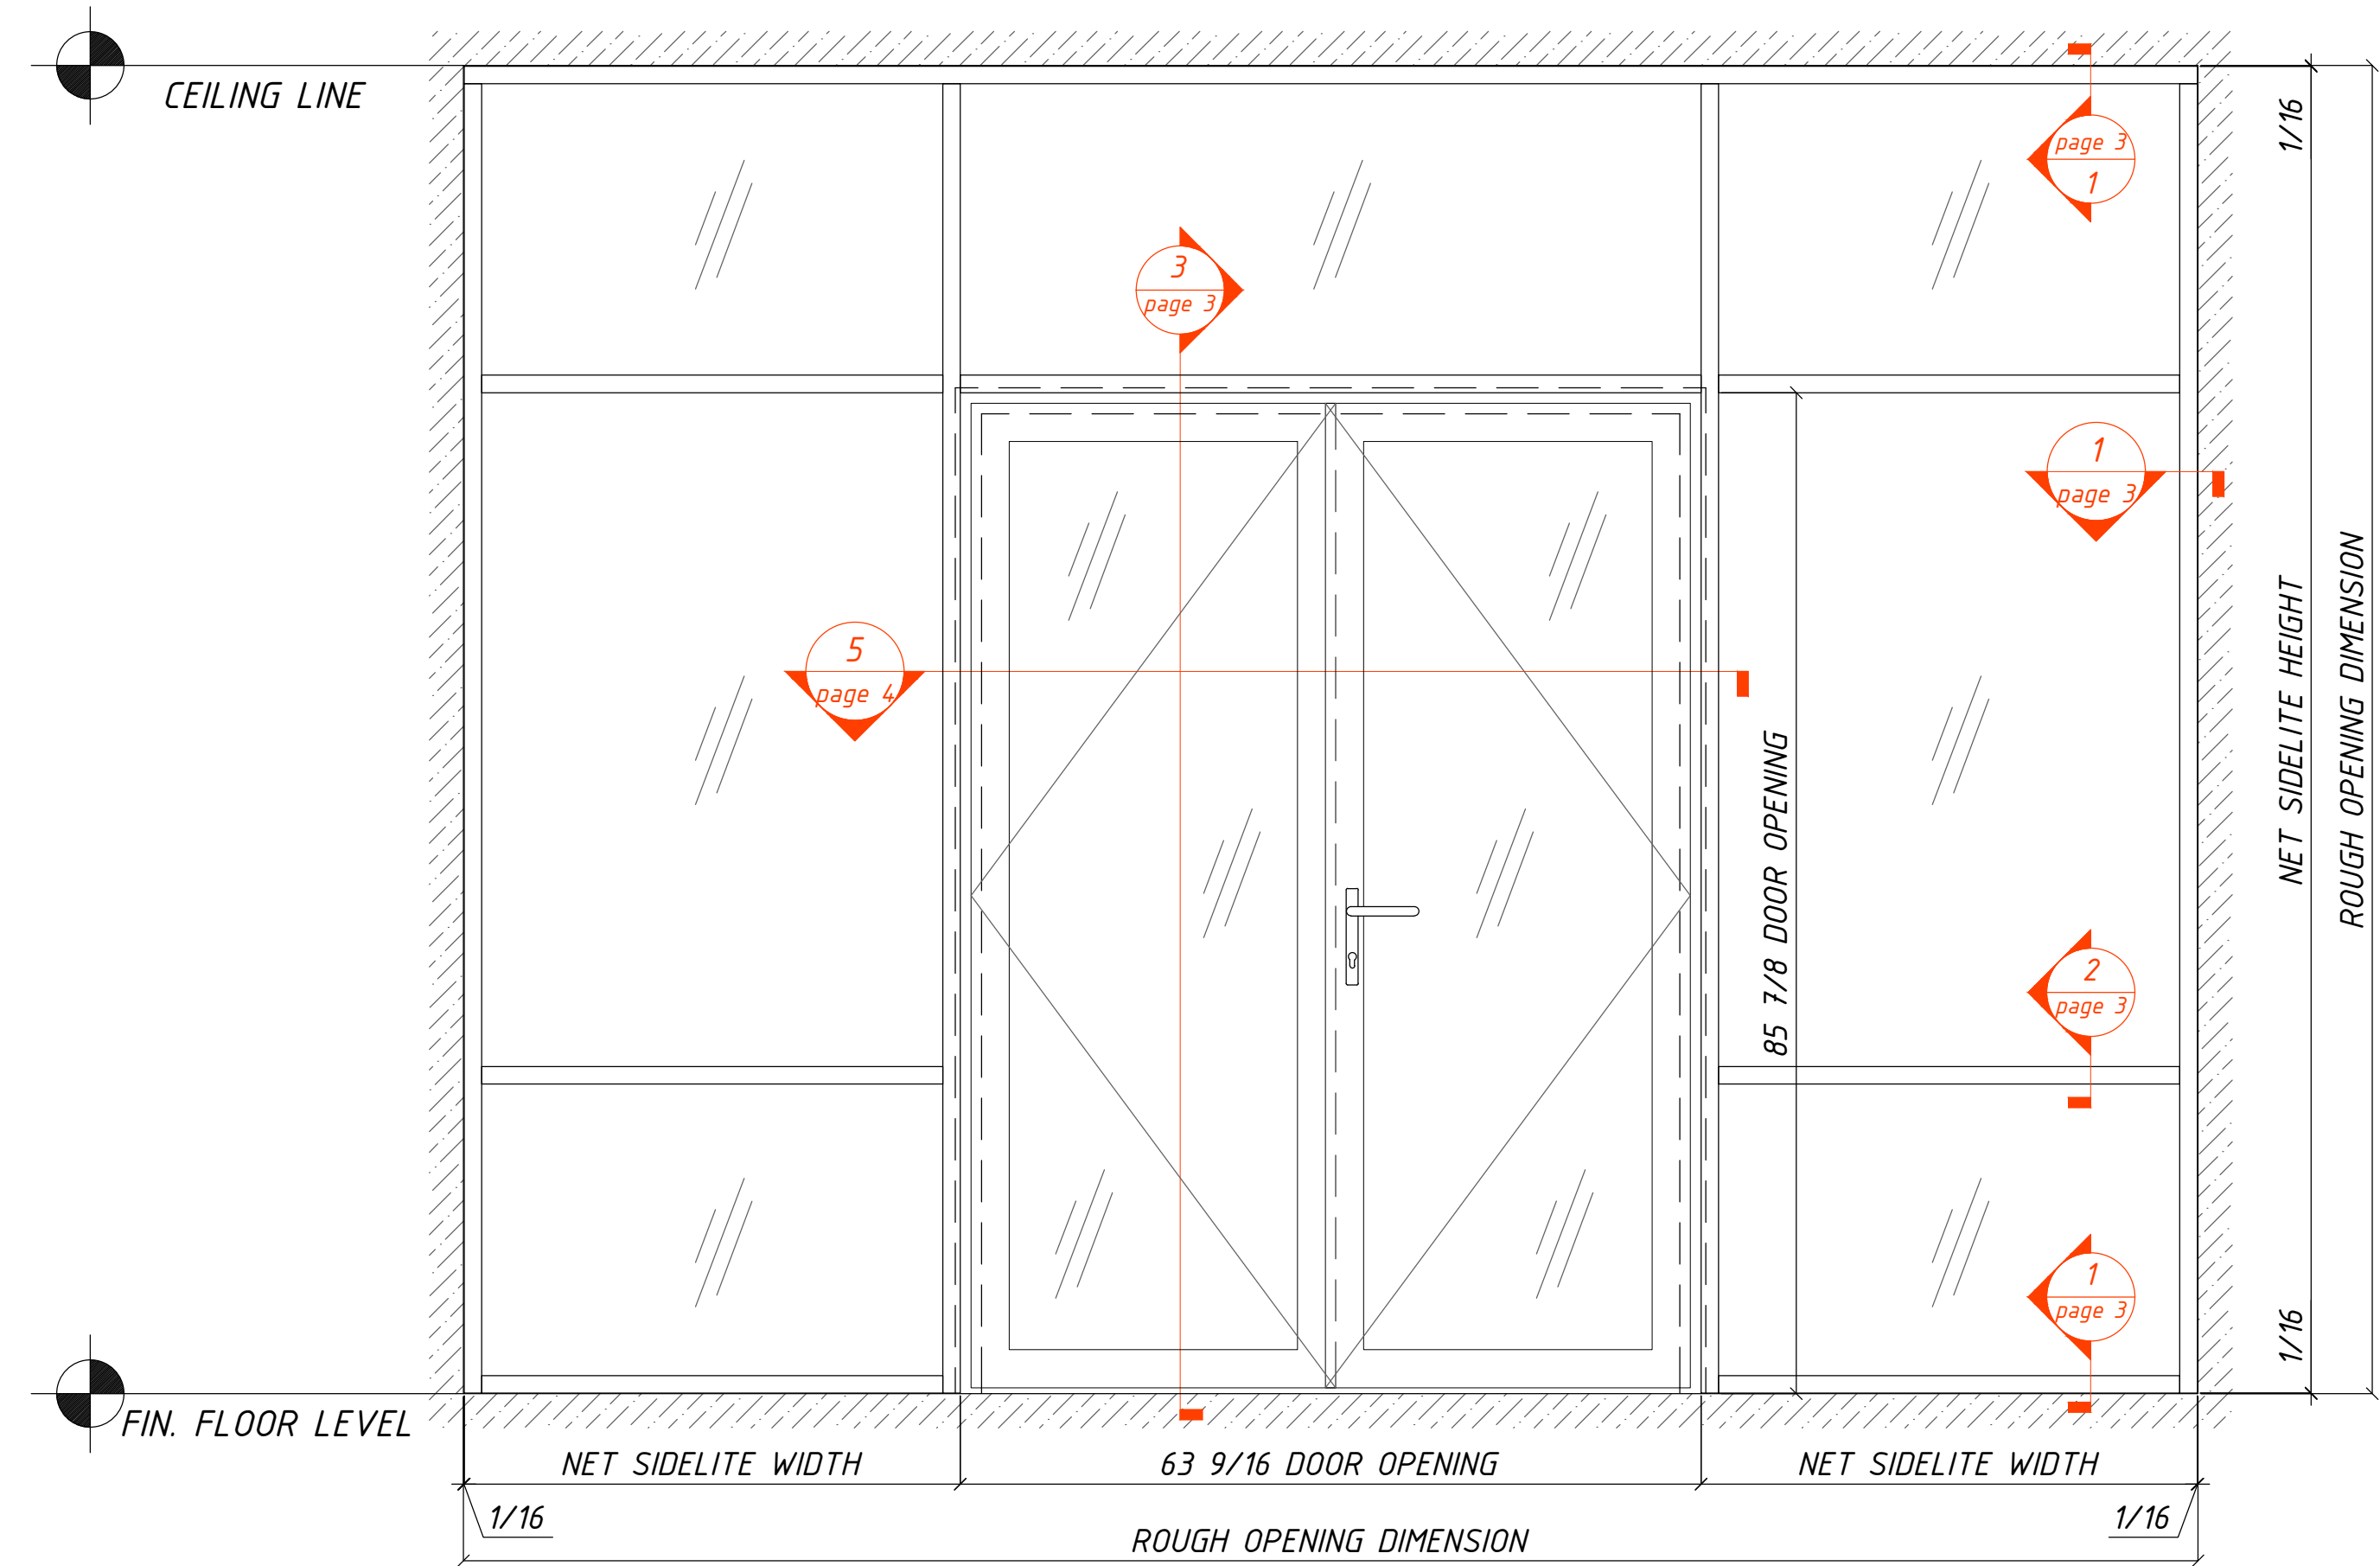 CEILING LINE
1/16
page 3
1
3
page 3
1
page 3
NET SIDELITE HEIGHT
ROUGH OPENING DIMENSION
5
page 4
85 7/8 DOOR OPENING
2
page 3
1
page 3
1/16
FIN. FLOOR LEVEL
NET SIDELITE WIDTH
63 9/16 DOOR OPENING
NET SIDELITE WIDTH
1/16
1/16
ROUGH OPENING DIMENSION